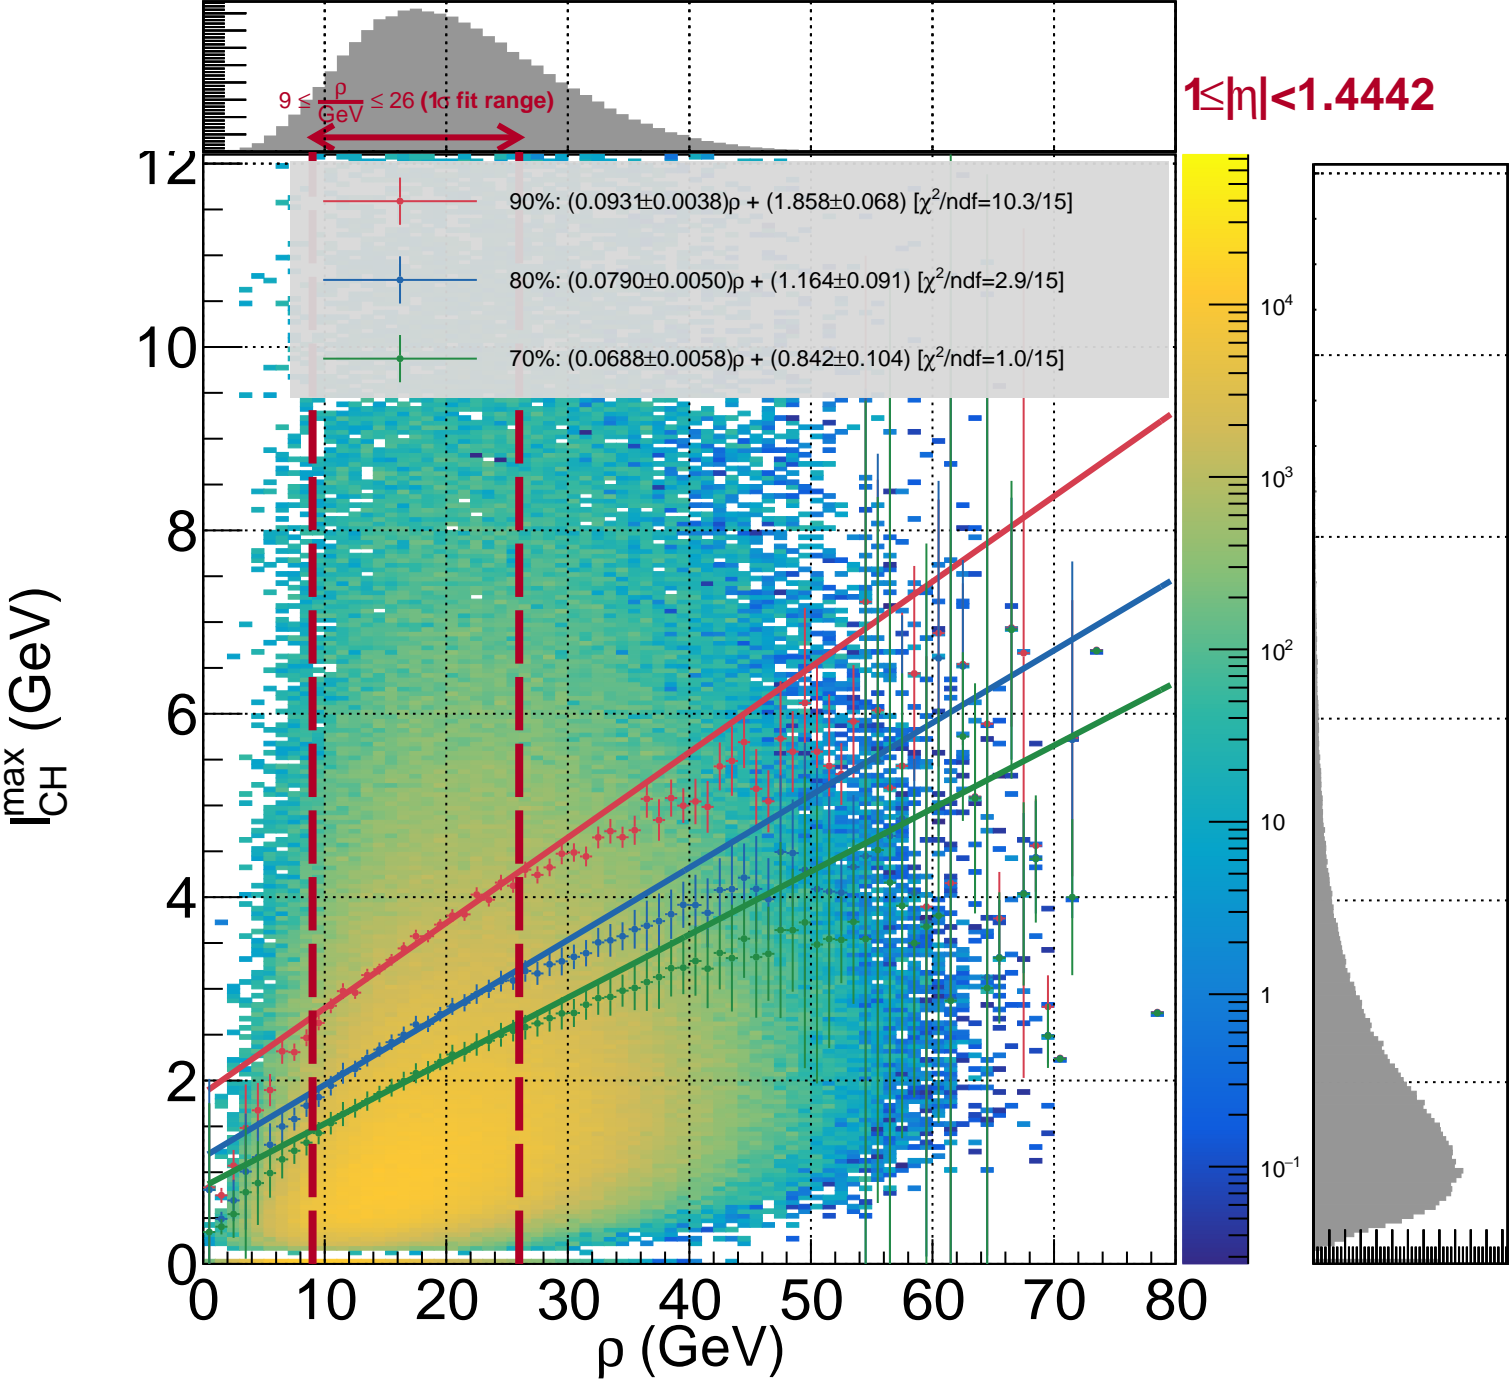 9 ≤ ρ/GeV ≤ 26 (1σ fit range)
1≤|η|<1.4442
90%: (0.0931±0.0038)ρ + (1.858±0.068) [χ²/ndf=10.3/15]
80%: (0.0790±0.0050)ρ + (1.164±0.091) [χ²/ndf=2.9/15]
70%: (0.0688±0.0058)ρ + (0.842±0.104) [χ²/ndf=1.0/15]
12
10
8
6
4
2
0
I_CH^max (GeV)
0 10 20 30 40 50 60 70 80
ρ (GeV)
10⁴
10³
10²
10
1
10⁻¹